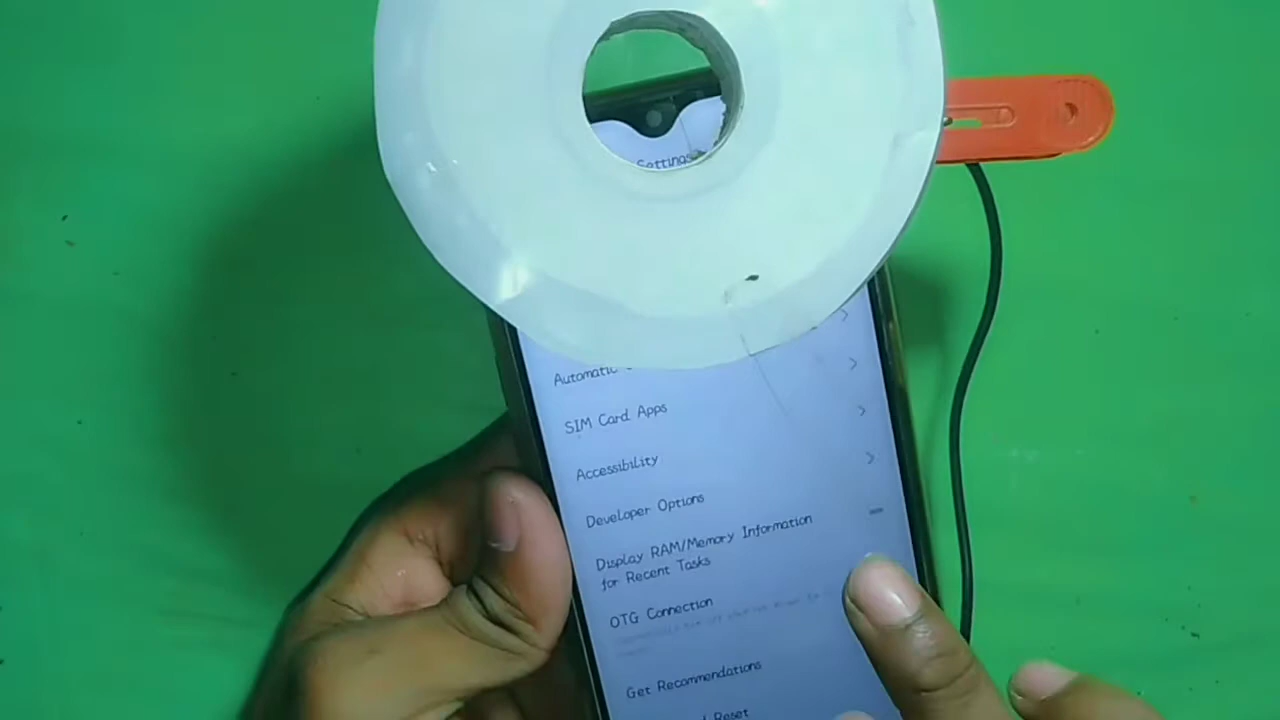 Settings
Automatic
SIM Card Apps
Accessibility
Developer Options
Display RAM/Memory Information
for Recent Tasks
OTG Connection
Get Recommendations
Reset